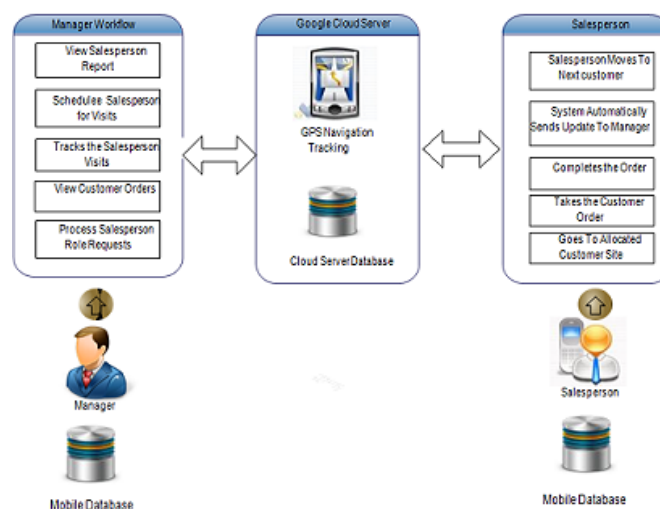 Manager Workflow
View Salesperson
Report
Schedulee Salesperson
for Visits
Tracks the Salesperson
Visits
View Customer Orders
Process Salesperson
Role Requests
Manager
Mobile Database
Google Cloud Server
GPS Navigation
Tracking
Cloud Server Database
Salesperson
Salesperson Moves To
Next customer
System Automatically
Sends Update To Manager
Completes the Order
Takes the Customer
Order
Goes To Allocated
Customer Site
Salesperson
Mobile Database